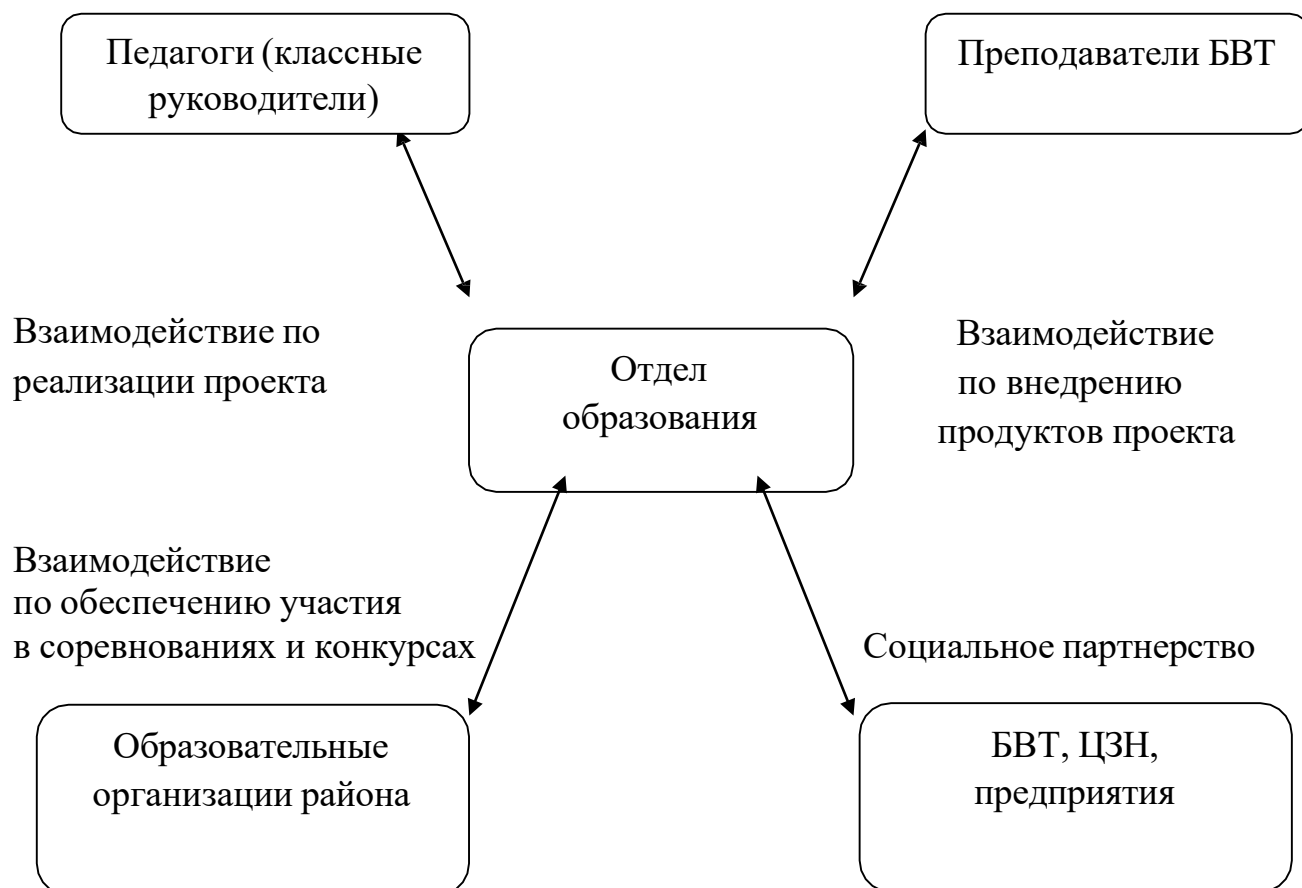 Педагоги (классные
руководители)
Преподаватели БВТ
Взаимодействие по
реализации проекта
Отдел
образования
Взаимодействие
по внедрению
продуктов проекта
Взаимодействие
по обеспечению участия
в соревнованиях и конкурсах
Социальное партнерство
Образовательные
организации района
БВТ, ЦЗН,
предприятия